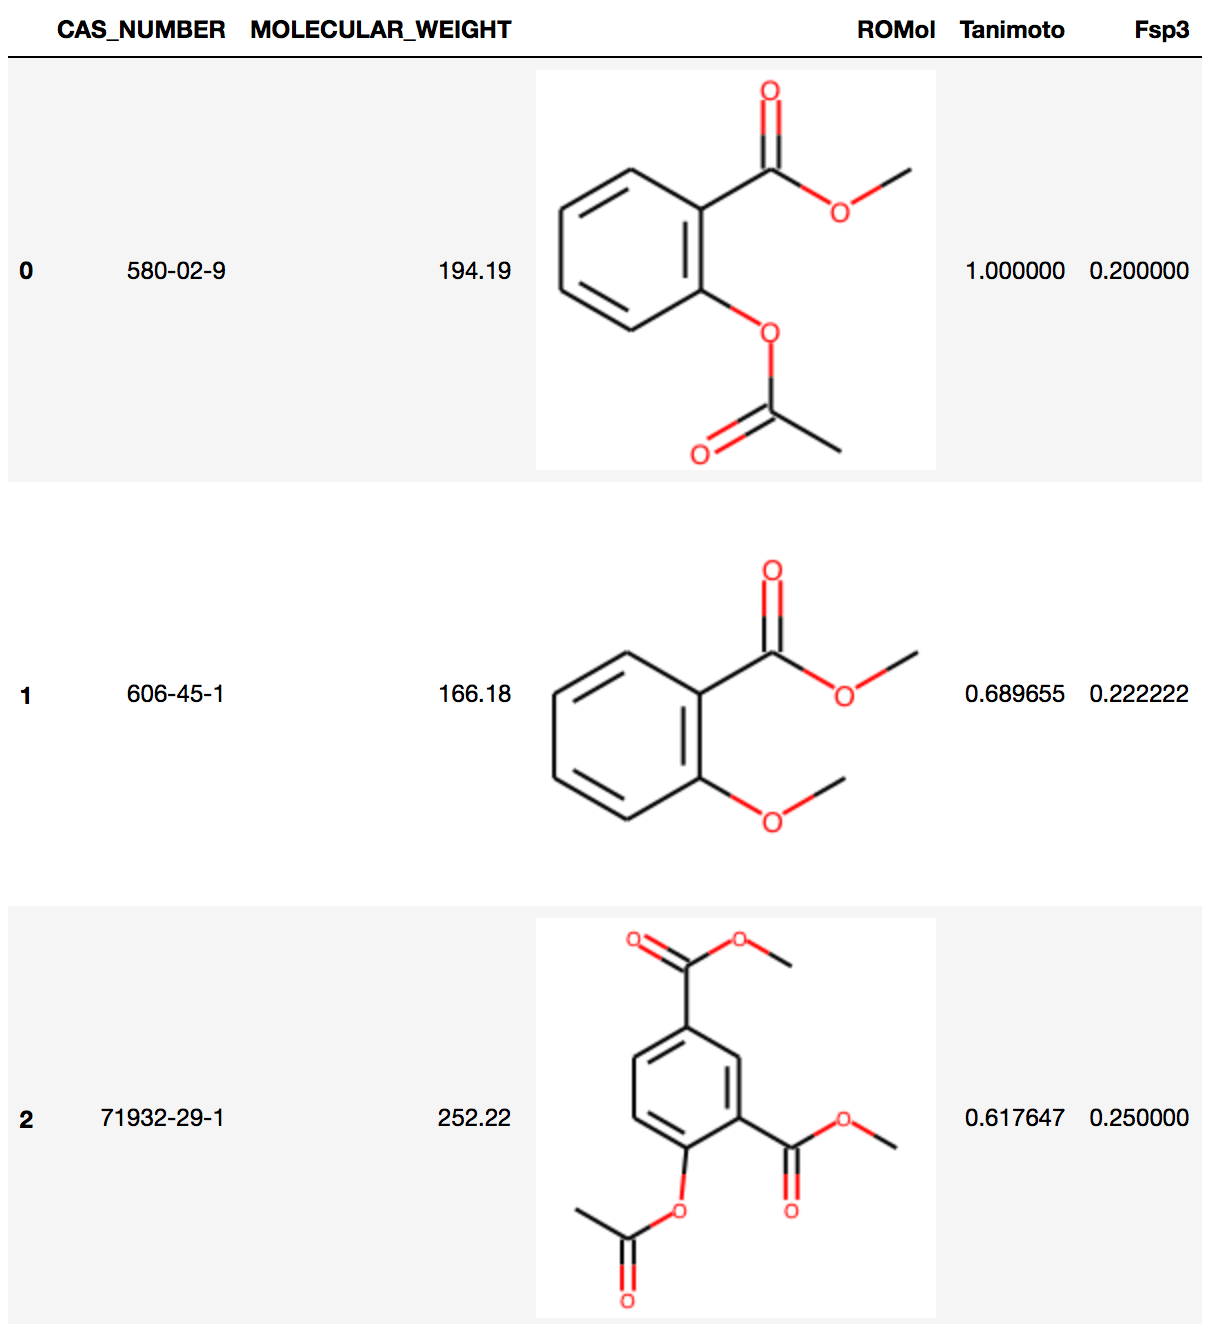 CAS_NUMBER MOLECULAR_WEIGHT ROMol Tanimoto Fsp3
O
O
0 580-02-9 194.19 1.000000 0.200000
O
O
O
1 606-45-1 166.18 O 0.689655 0.222222
O
O O
2 71932-29-1 252.22 O 0.617647 0.250000
O O
O